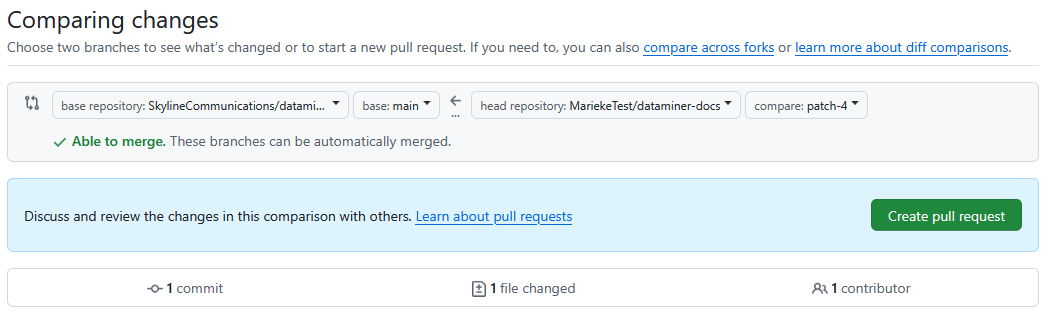 Comparing changes
Choose two branches to see what's changed or to start a new pull request. If you need to, you can also compare across forks or learn more about diff comparisons.
base repository: SkylineCommunications/datami... base: main ... head repository: MariekeTest/dataminer-docs compare: patch-4
Able to merge. These branches can be automatically merged.
Discuss and review the changes in this comparison with others. Learn about pull requests Create pull request
1 commit 1 file changed 1 contributor